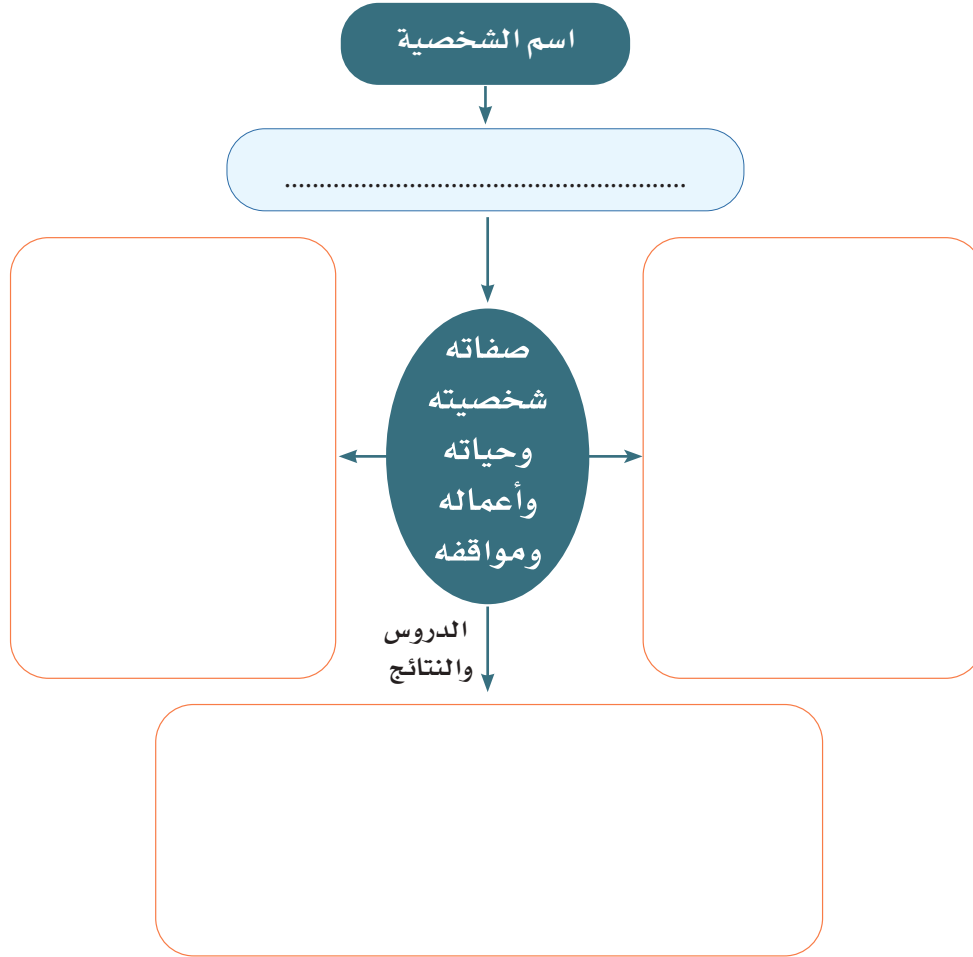 اسم الشخصية
............................................................
صفاته
شخصيته
وحياته
وأعماله
ومواقفه
الدروس
والنتائج